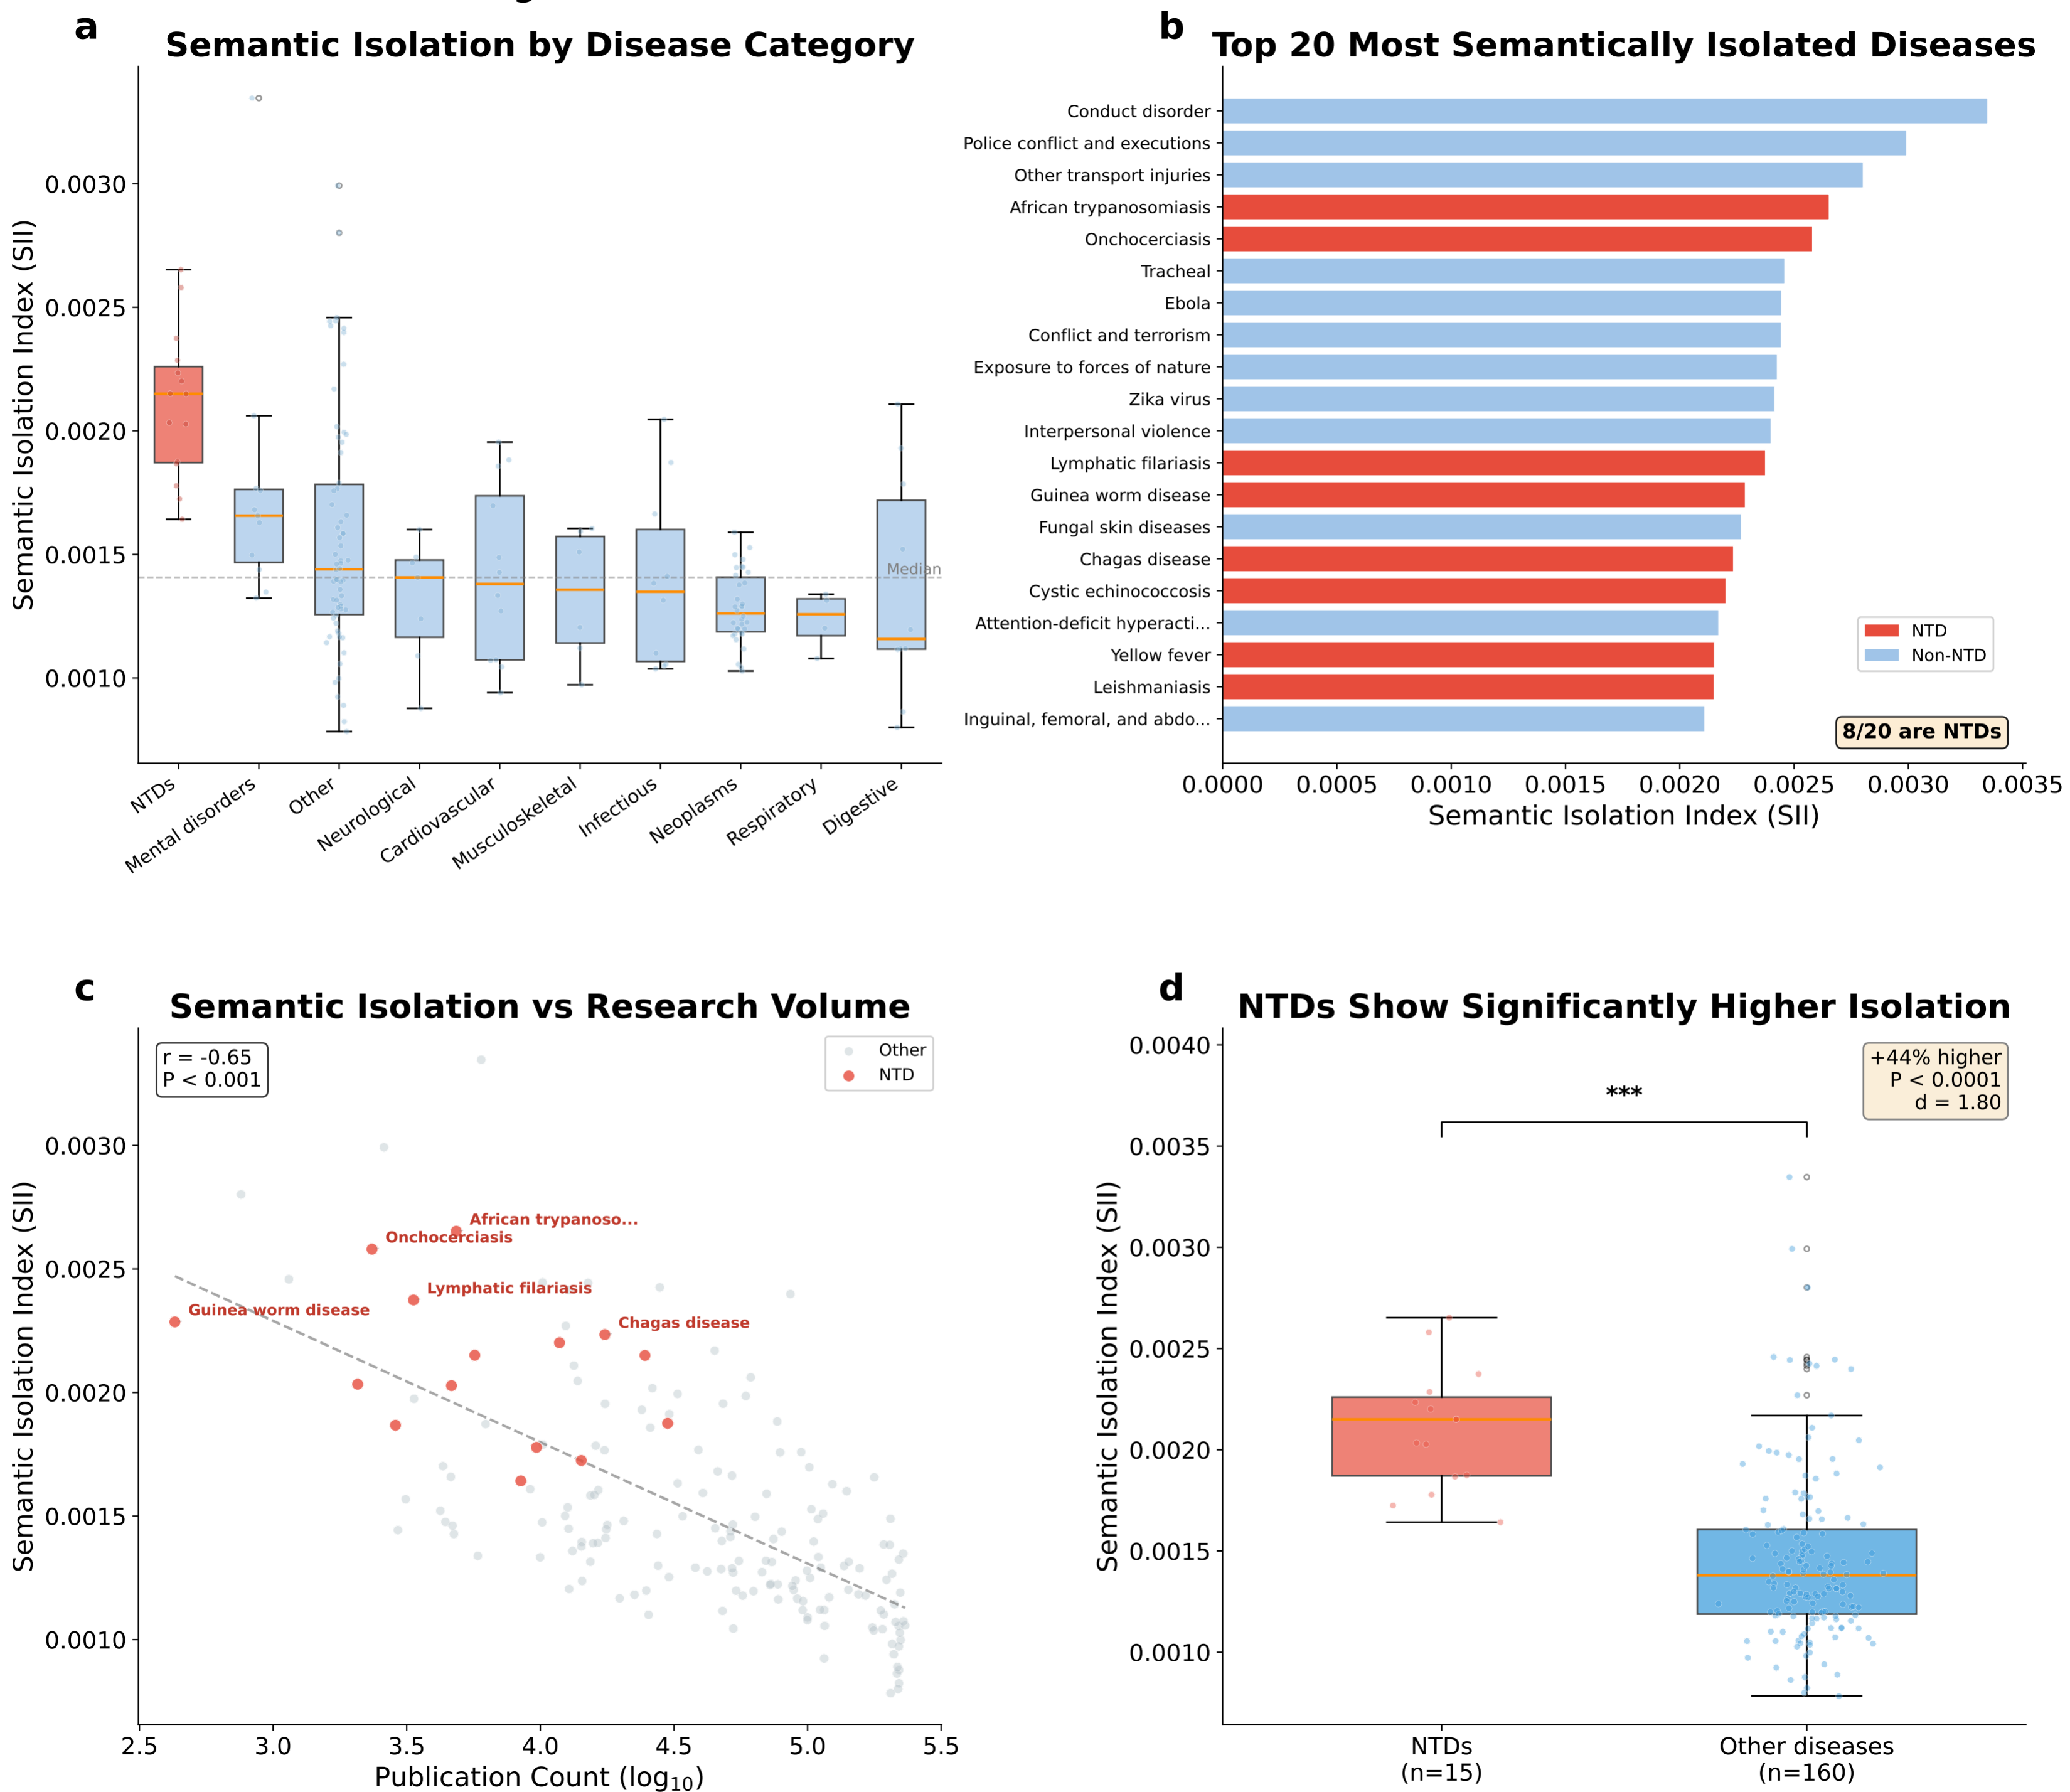 a
Semantic Isolation by Disease Category
Semantic Isolation Index (SII)
0.0030
0.0025
0.0020
0.0015
0.0010
Median
NTDs
Mental disorders
Other
Neurological
Cardiovascular
Musculoskeletal
Infectious
Neoplasms
Respiratory
Digestive
b
Top 20 Most Semantically Isolated Diseases
Conduct disorder
Police conflict and executions
Other transport injuries
African trypanosomiasis
Onchocerciasis
Tracheal
Ebola
Conflict and terrorism
Exposure to forces of nature
Zika virus
Interpersonal violence
Lymphatic filariasis
Guinea worm disease
Fungal skin diseases
Chagas disease
Cystic echinococcosis
Attention-deficit hyperacti...
Yellow fever
Leishmaniasis
Inguinal, femoral, and abdo...
NTD
Non-NTD
8/20 are NTDs
0.0000 0.0005 0.0010 0.0015 0.0020 0.0025 0.0030 0.0035
Semantic Isolation Index (SII)
c
Semantic Isolation vs Research Volume
r = -0.65
P < 0.001
Other
NTD
Semantic Isolation Index (SII)
0.0030
0.0025
0.0020
0.0015
0.0010
African trypanoso...
Onchocerciasis
Lymphatic filariasis
Guinea worm disease
Chagas disease
2.5 3.0 3.5 4.0 4.5 5.0 5.5
Publication Count (log₁₀)
d
NTDs Show Significantly Higher Isolation
+44% higher
P < 0.0001
d = 1.80
***
Semantic Isolation Index (SII)
0.0040
0.0035
0.0030
0.0025
0.0020
0.0015
0.0010
NTDs
(n=15)
Other diseases
(n=160)